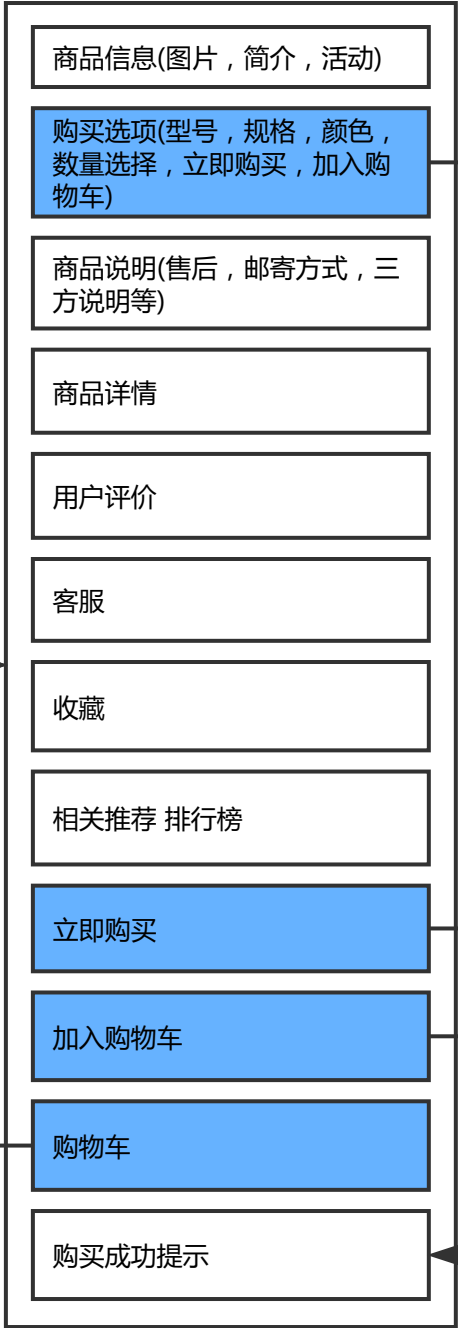 商品信息(图片，简介，活动)
购买选项(型号，规格，颜色，
数量选择，立即购买，加入购
物车)
商品说明(售后，邮寄方式，三
方说明等)
商品详情
用户评价
客服
收藏
相关推荐 排行榜
立即购买
加入购物车
购物车
购买成功提示